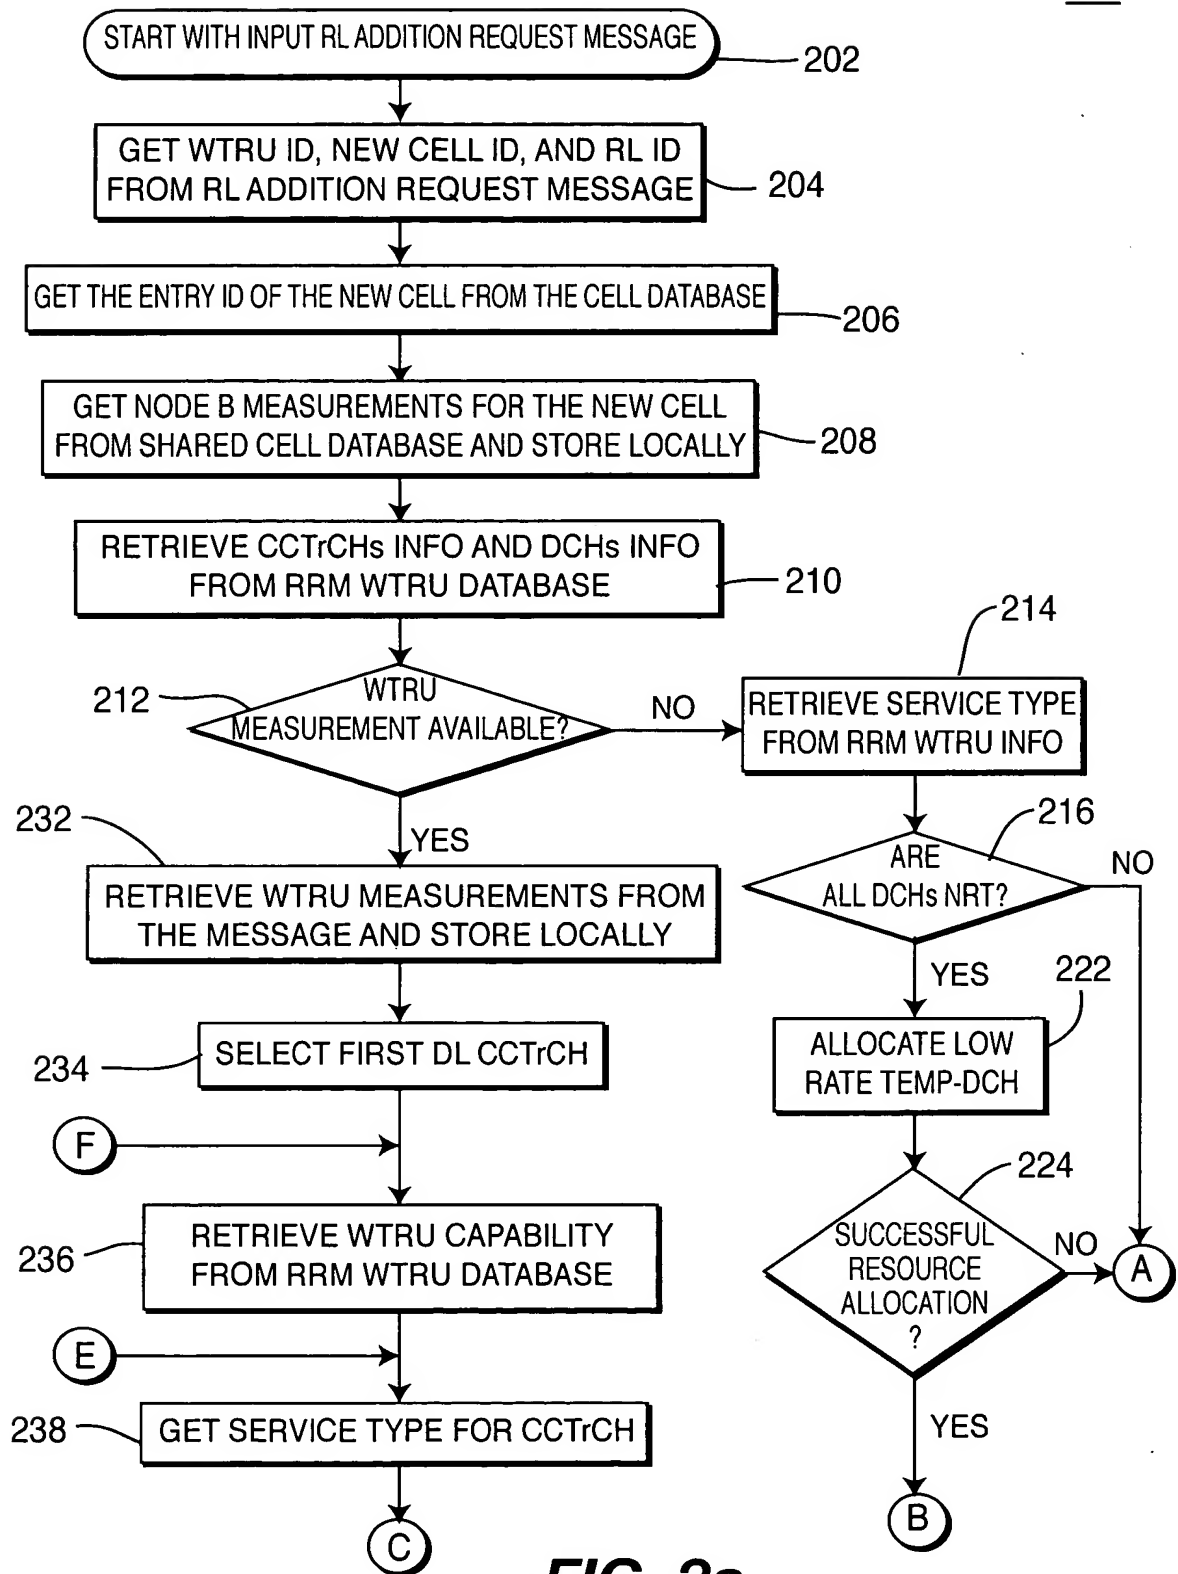 START WITH INPUT RL ADDITION REQUEST MESSAGE
202
GET WTRU ID, NEW CELL ID, AND RL ID
FROM RL ADDITION REQUEST MESSAGE
204
GET THE ENTRY ID OF THE NEW CELL FROM THE CELL DATABASE
206
GET NODE B MEASUREMENTS FOR THE NEW CELL
FROM SHARED CELL DATABASE AND STORE LOCALLY
208
RETRIEVE CCTrCHs INFO AND DCHs INFO
FROM RRM WTRU DATABASE
210
212
WTRU
MEASUREMENT AVAILABLE?
NO
YES
214
RETRIEVE SERVICE TYPE
FROM RRM WTRU INFO
216
ARE
ALL DCHs NRT?
NO
YES
222
ALLOCATE LOW
RATE TEMP-DCH
224
SUCCESSFUL
RESOURCE
ALLOCATION
?
NO
A
YES
B
232
RETRIEVE WTRU MEASUREMENTS FROM
THE MESSAGE AND STORE LOCALLY
234
SELECT FIRST DL CCTrCH
F
236
RETRIEVE WTRU CAPABILITY
FROM RRM WTRU DATABASE
E
238
GET SERVICE TYPE FOR CCTrCH
C